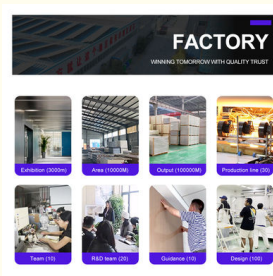 FACTORY
WINNING TOMORROW WITH QUALITY TRUST
Exhibition (3000m)
Area (10000M)
Output (100000M)
Production line (30)
Team (10)
R&D team (20)
Guidance (10)
Design (100)